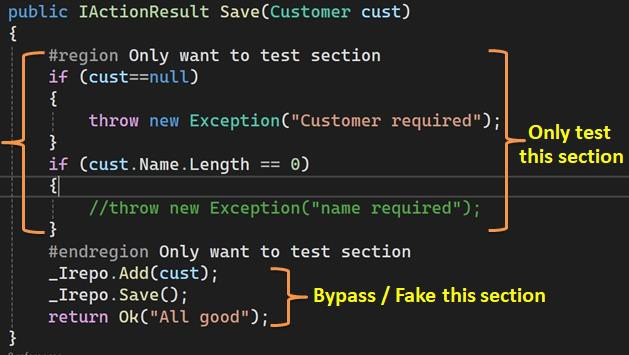 public IActionResult Save(Customer cust)
{
#region Only want to test section
if (cust==null)
{
throw new Exception("Customer required");
}
if (cust.Name.Length == 0)
{
//throw new Exception("name required");
}
#endregion Only want to test section
_Irepo.Add(cust);
_Irepo.Save();
return Ok("All good");
}
Only test
this section
Bypass / Fake this section